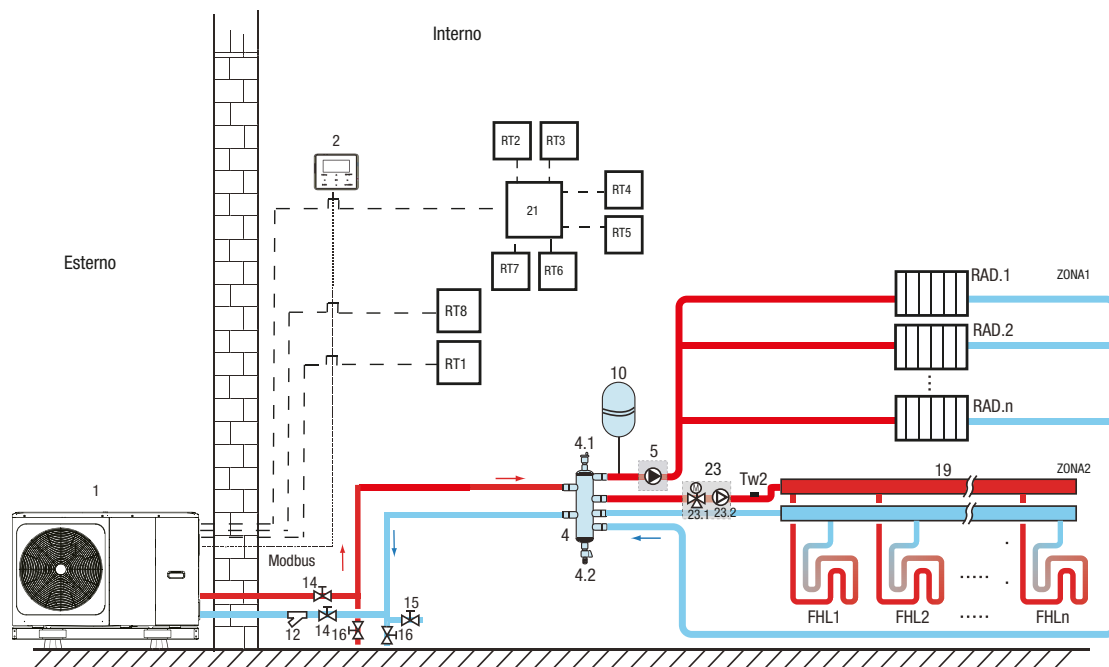 Interno
Esterno
2
RT2
RT3
21
RT4
RT5
RT7
RT6
RT8
RT1
RAD.1
ZONA1
RAD.2
RAD.n
10
4.1
5
23
Tw2
19
ZONA2
M
23.1
23.2
4
4.2
1
Modbus
14
12
14
16
16
15
FHL1
FHL2
FHLn